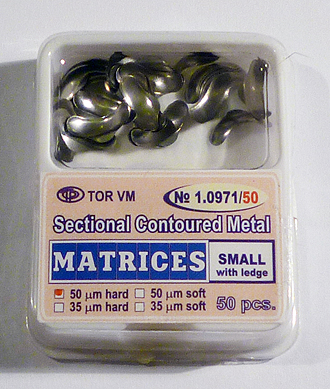 TOR VM
№ 1.0971/50
Sectional Contoured Metal
MATRICES
SMALL
with ledge
50 µm hard 50 µm soft
35 µm hard 35 µm soft
50 pcs.